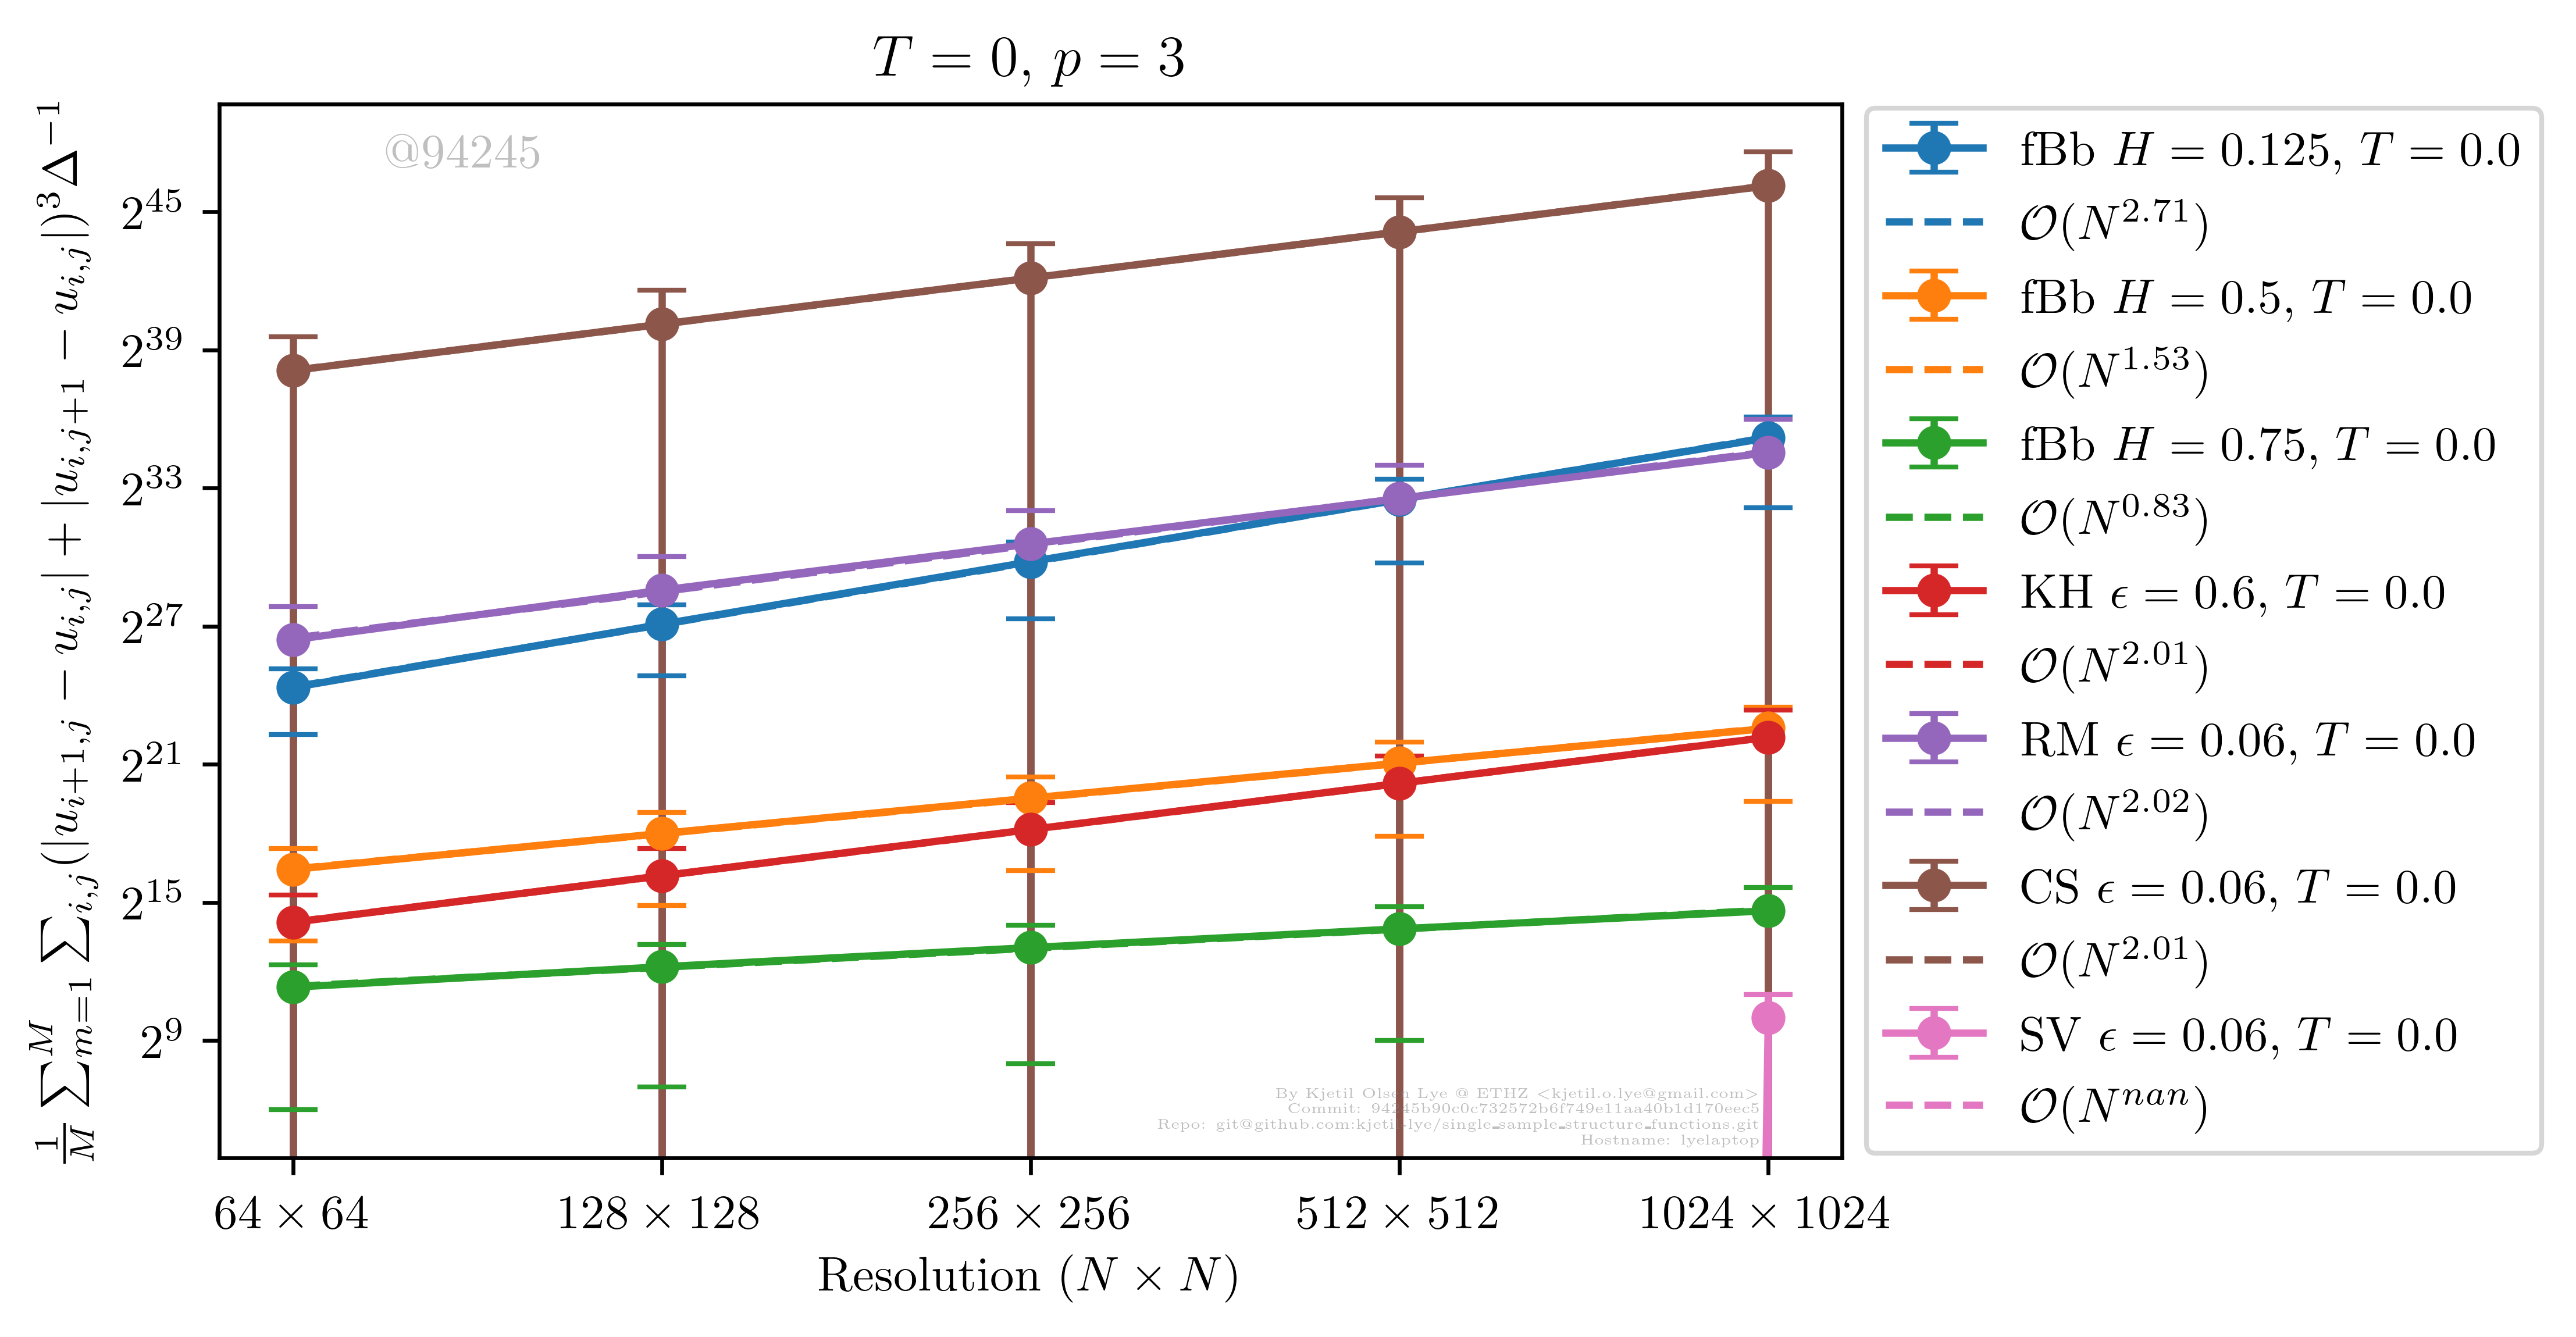 T = 0, p = 3
@94245
1/M ∑_{m=1}^{M} ∑_{i,j}(|u_{i+1,j} − u_{i,j}| + |u_{i,j+1} − u_{i,j}|)^3 Δ^{−1}
2^{45}
2^{39}
2^{33}
2^{27}
2^{21}
2^{15}
2^{9}
By Kjetil Olsen Lye @ ETHZ <kjetil.o.lye@gmail.com>
Commit: 94245b90c0c732572b6f749e11aa40b1d170eec5
Repo: git@github.com:kjetil-lye/single_sample_structure_functions.git
Hostname: lyelaptop
64 × 64
128 × 128
256 × 256
512 × 512
1024 × 1024
Resolution (N × N)
fBb H = 0.125, T = 0.0
𝒪(N^{2.71})
fBb H = 0.5, T = 0.0
𝒪(N^{1.53})
fBb H = 0.75, T = 0.0
𝒪(N^{0.83})
KH ϵ = 0.6, T = 0.0
𝒪(N^{2.01})
RM ϵ = 0.06, T = 0.0
𝒪(N^{2.02})
CS ϵ = 0.06, T = 0.0
𝒪(N^{2.01})
SV ϵ = 0.06, T = 0.0
𝒪(N^{nan})